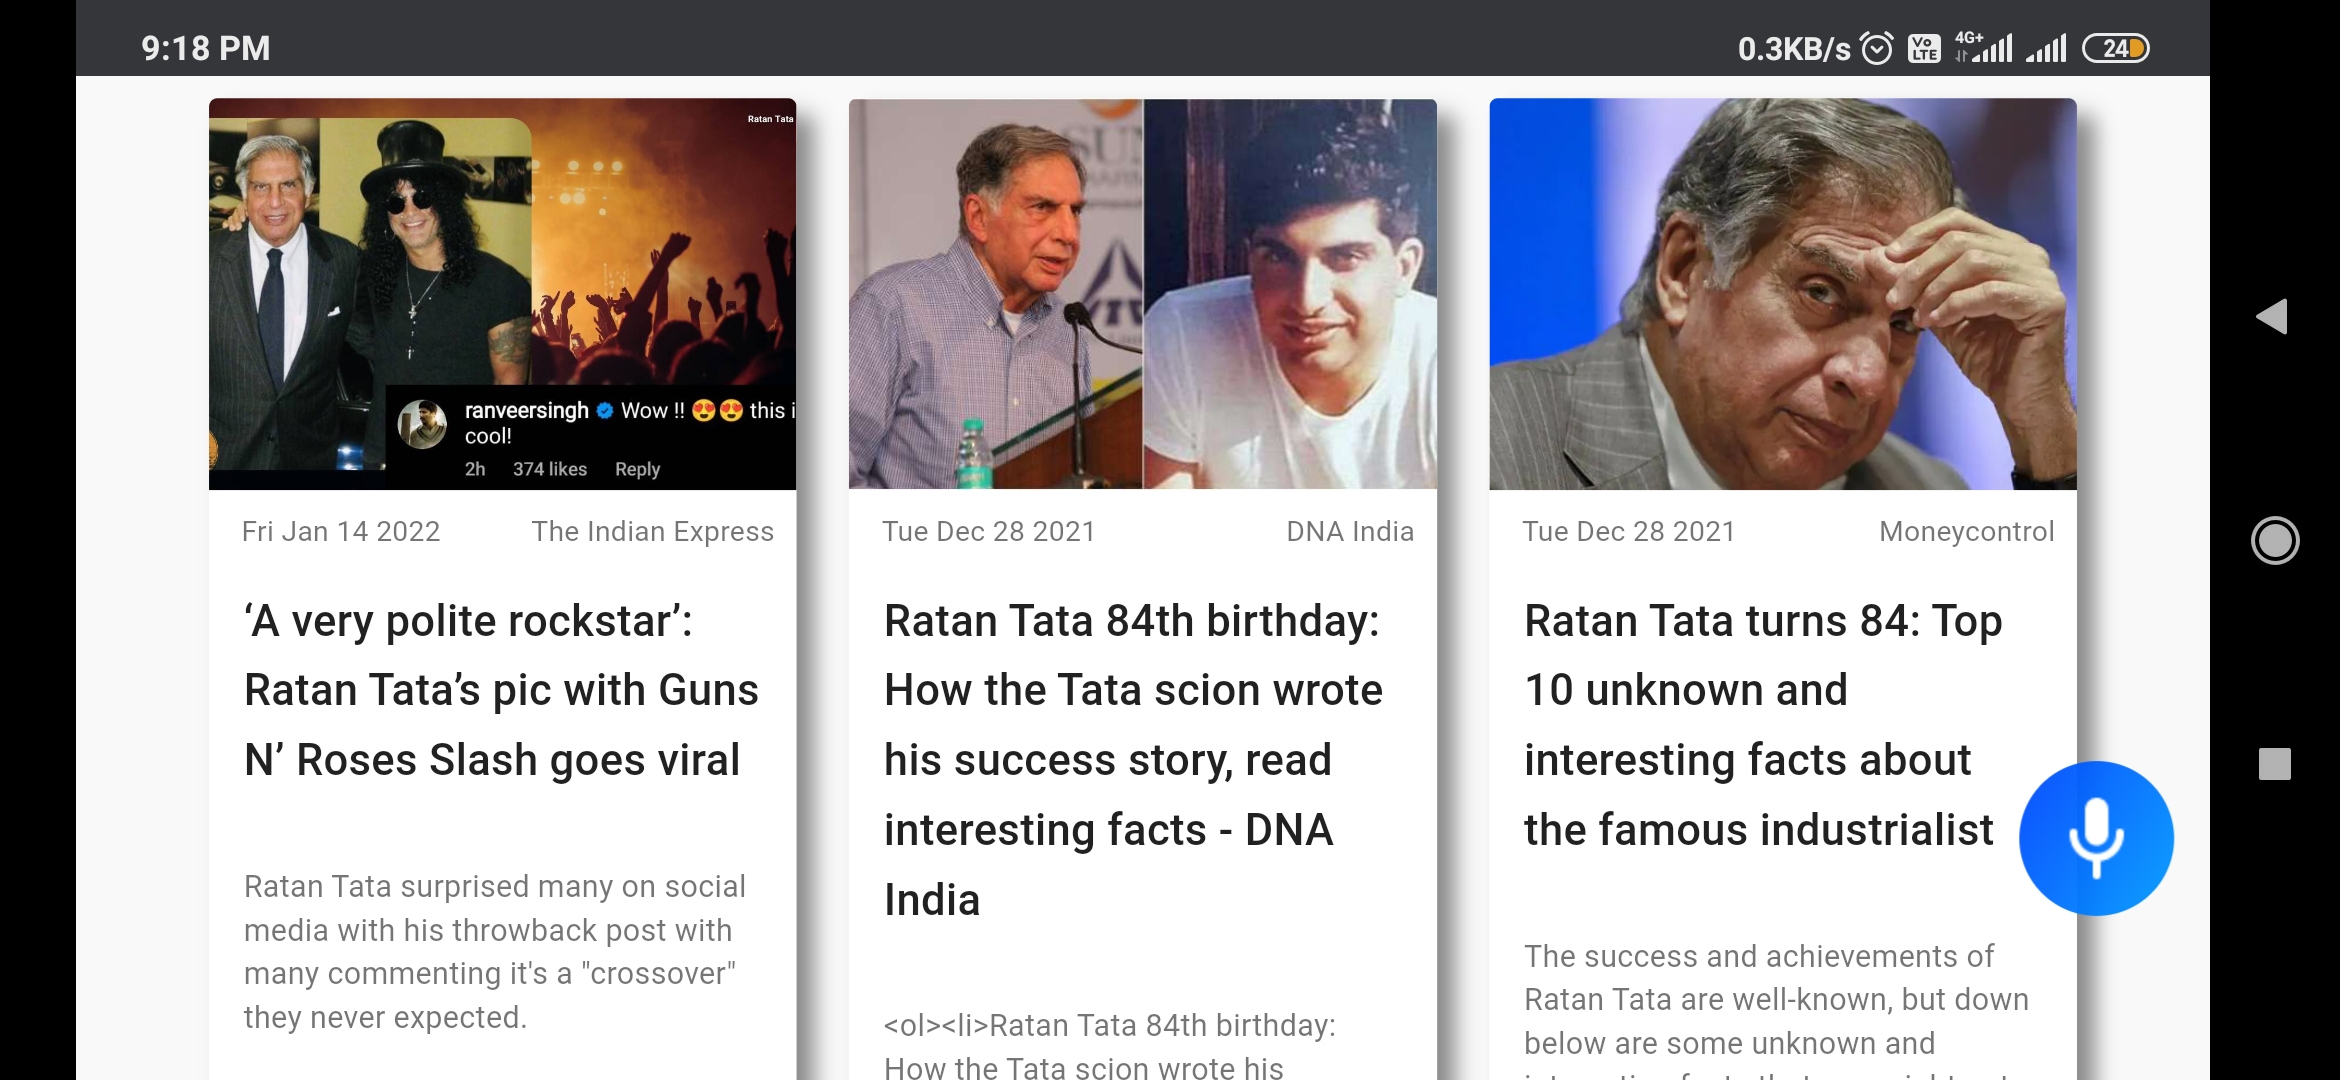 9:18 PM
0.3KB/s
Vo
LTE
4G+
24
Ratan Tata
ranveersingh Wow !! 😍😍 this i
cool!
2h 374 likes Reply
Fri Jan 14 2022 The Indian Express
‘A very polite rockstar’:
Ratan Tata’s pic with Guns
N’ Roses Slash goes viral
Ratan Tata surprised many on social
media with his throwback post with
many commenting it's a "crossover"
they never expected.
SUN
Tue Dec 28 2021 DNA India
Ratan Tata 84th birthday:
How the Tata scion wrote
his success story, read
interesting facts - DNA
India
<ol><li>Ratan Tata 84th birthday:
How the Tata scion wrote his
Tue Dec 28 2021 Moneycontrol
Ratan Tata turns 84: Top
10 unknown and
interesting facts about
the famous industrialist
The success and achievements of
Ratan Tata are well-known, but down
below are some unknown and